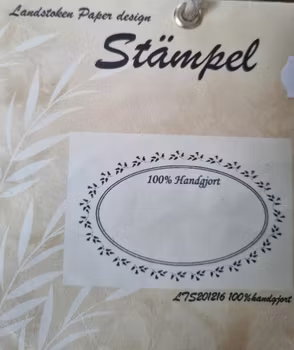 Landstoken Paper design
Stämpel
100% Handgjort
LTS201216 100%handgjort